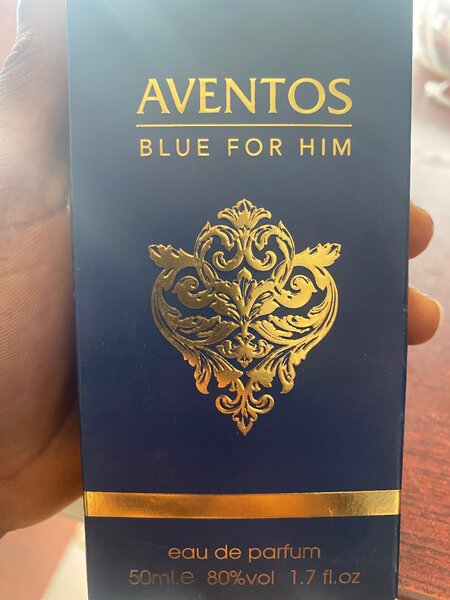 AVENTOS
BLUE FOR HIM
eau de parfum
50ml.e 80%vol 1.7 fl.oz